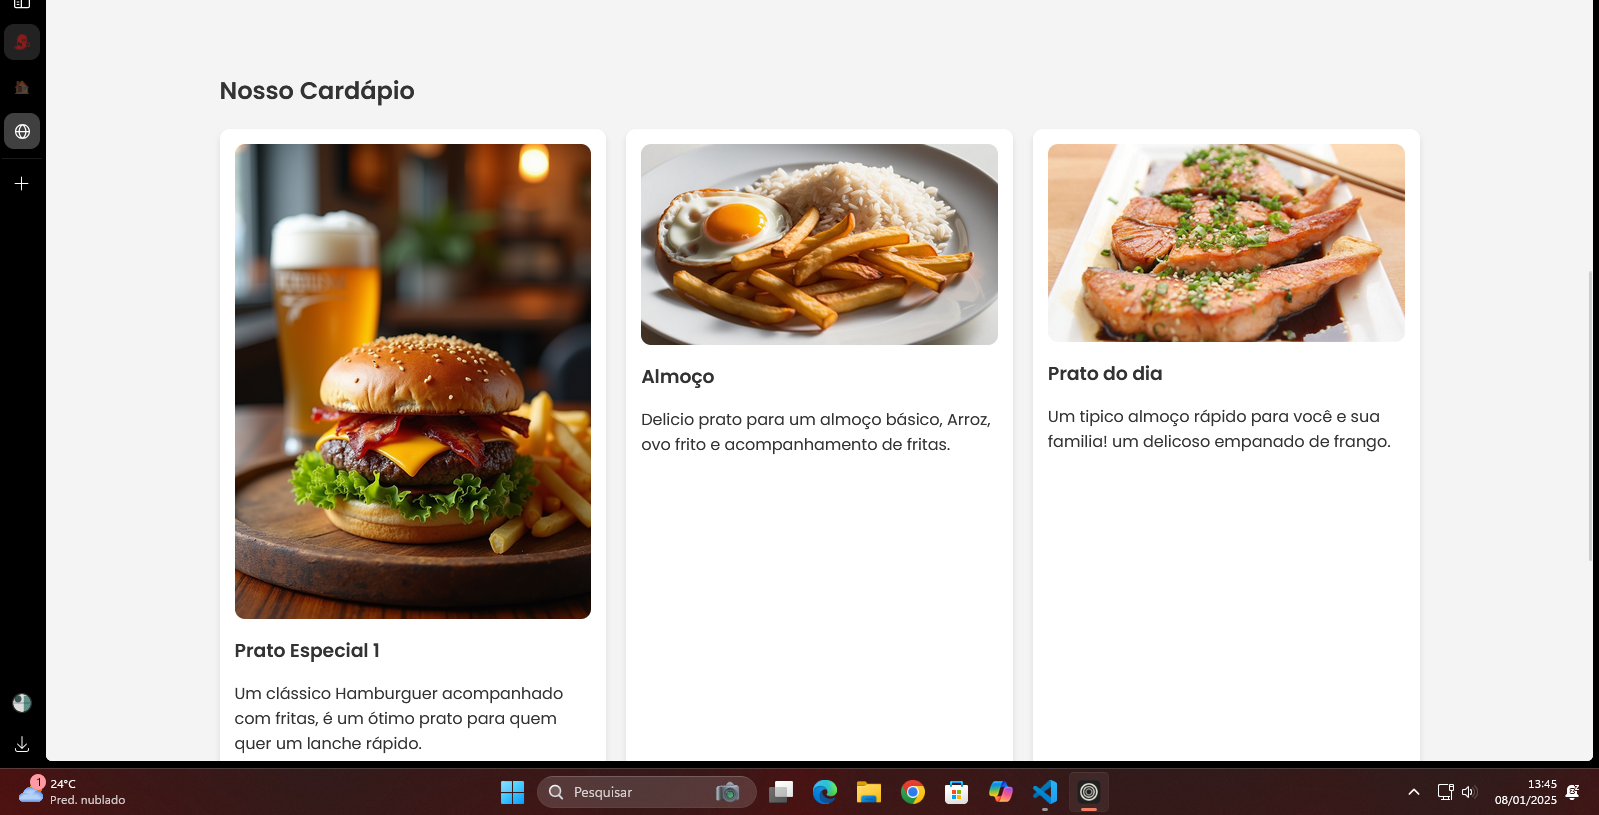 Nosso Cardápio
Prato Especial 1
Um clássico Hamburguer acompanhado
com fritas, é um ótimo prato para quem
quer um lanche rápido.
Almoço
Delicio prato para um almoço básico, Arroz,
ovo frito e acompanhamento de fritas.
Prato do dia
Um tipico almoço rápido para você e sua
familia! um delicoso empanado de frango.
1
24°C
Pred. nublado
Pesquisar
13:45
08/01/2025